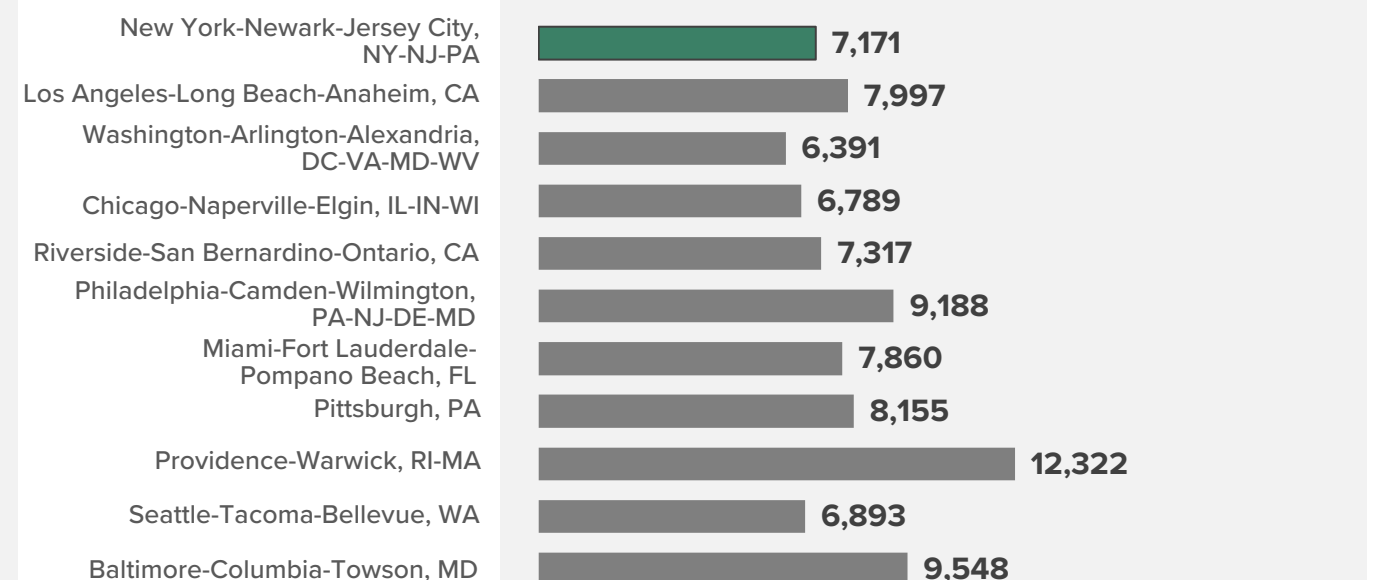 New York-Newark-Jersey City,
NY-NJ-PA
7,171
Los Angeles-Long Beach-Anaheim, CA
7,997
Washington-Arlington-Alexandria,
DC-VA-MD-WV
6,391
Chicago-Naperville-Elgin, IL-IN-WI
6,789
Riverside-San Bernardino-Ontario, CA
7,317
Philadelphia-Camden-Wilmington,
PA-NJ-DE-MD
9,188
Miami-Fort Lauderdale-
Pompano Beach, FL
7,860
Pittsburgh, PA
8,155
Providence-Warwick, RI-MA
12,322
Seattle-Tacoma-Bellevue, WA
6,893
Baltimore-Columbia-Towson, MD
9,548